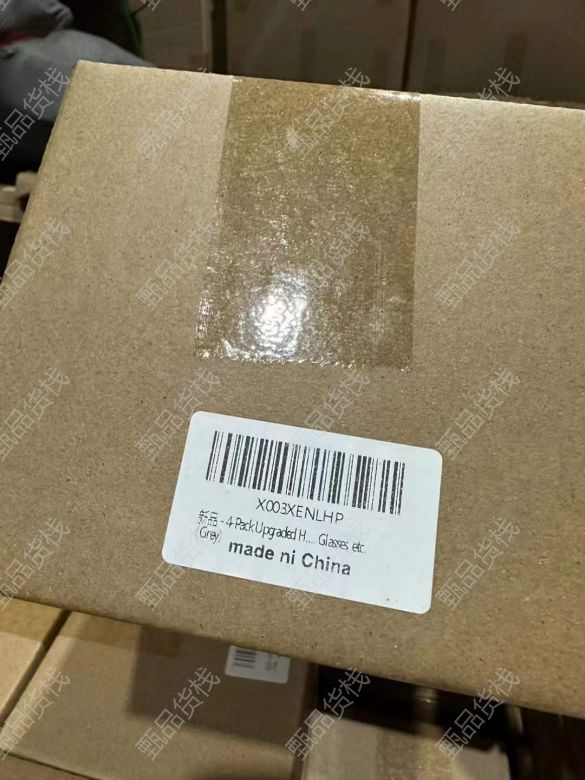 X003XENLHP
新品 - 4-Pack Upgraded H... Glasses, etc.
(Grey)
made ni China
甄品货栈